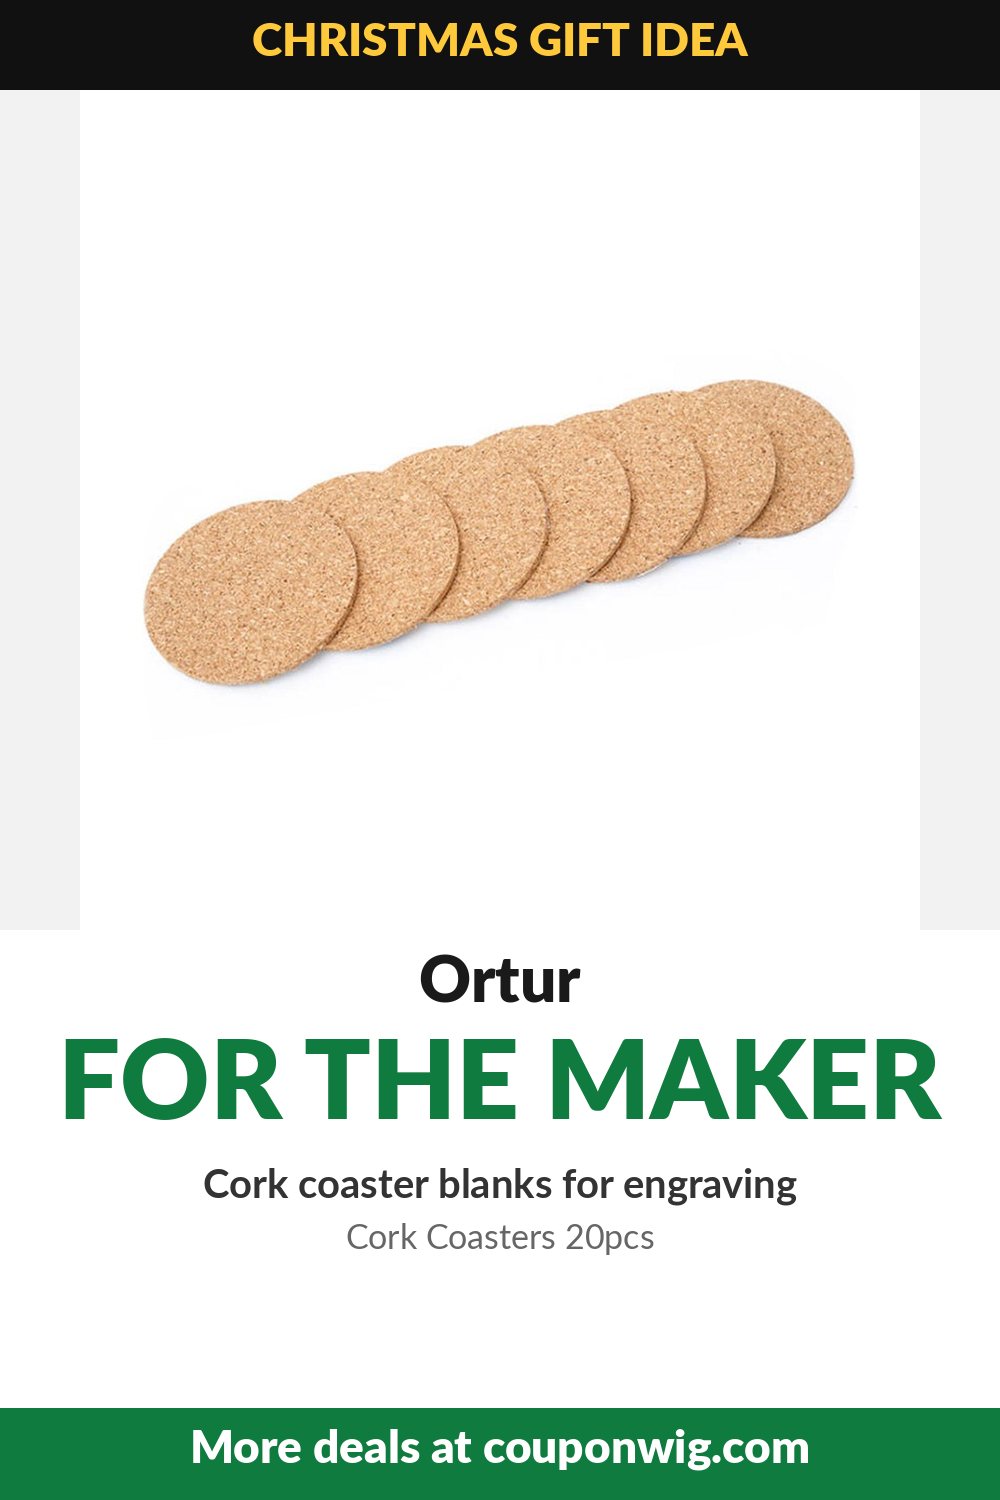 CHRISTMAS GIFT IDEA
Ortur
FOR THE MAKER
Cork coaster blanks for engraving
Cork Coasters 20pcs
More deals at couponwig.com